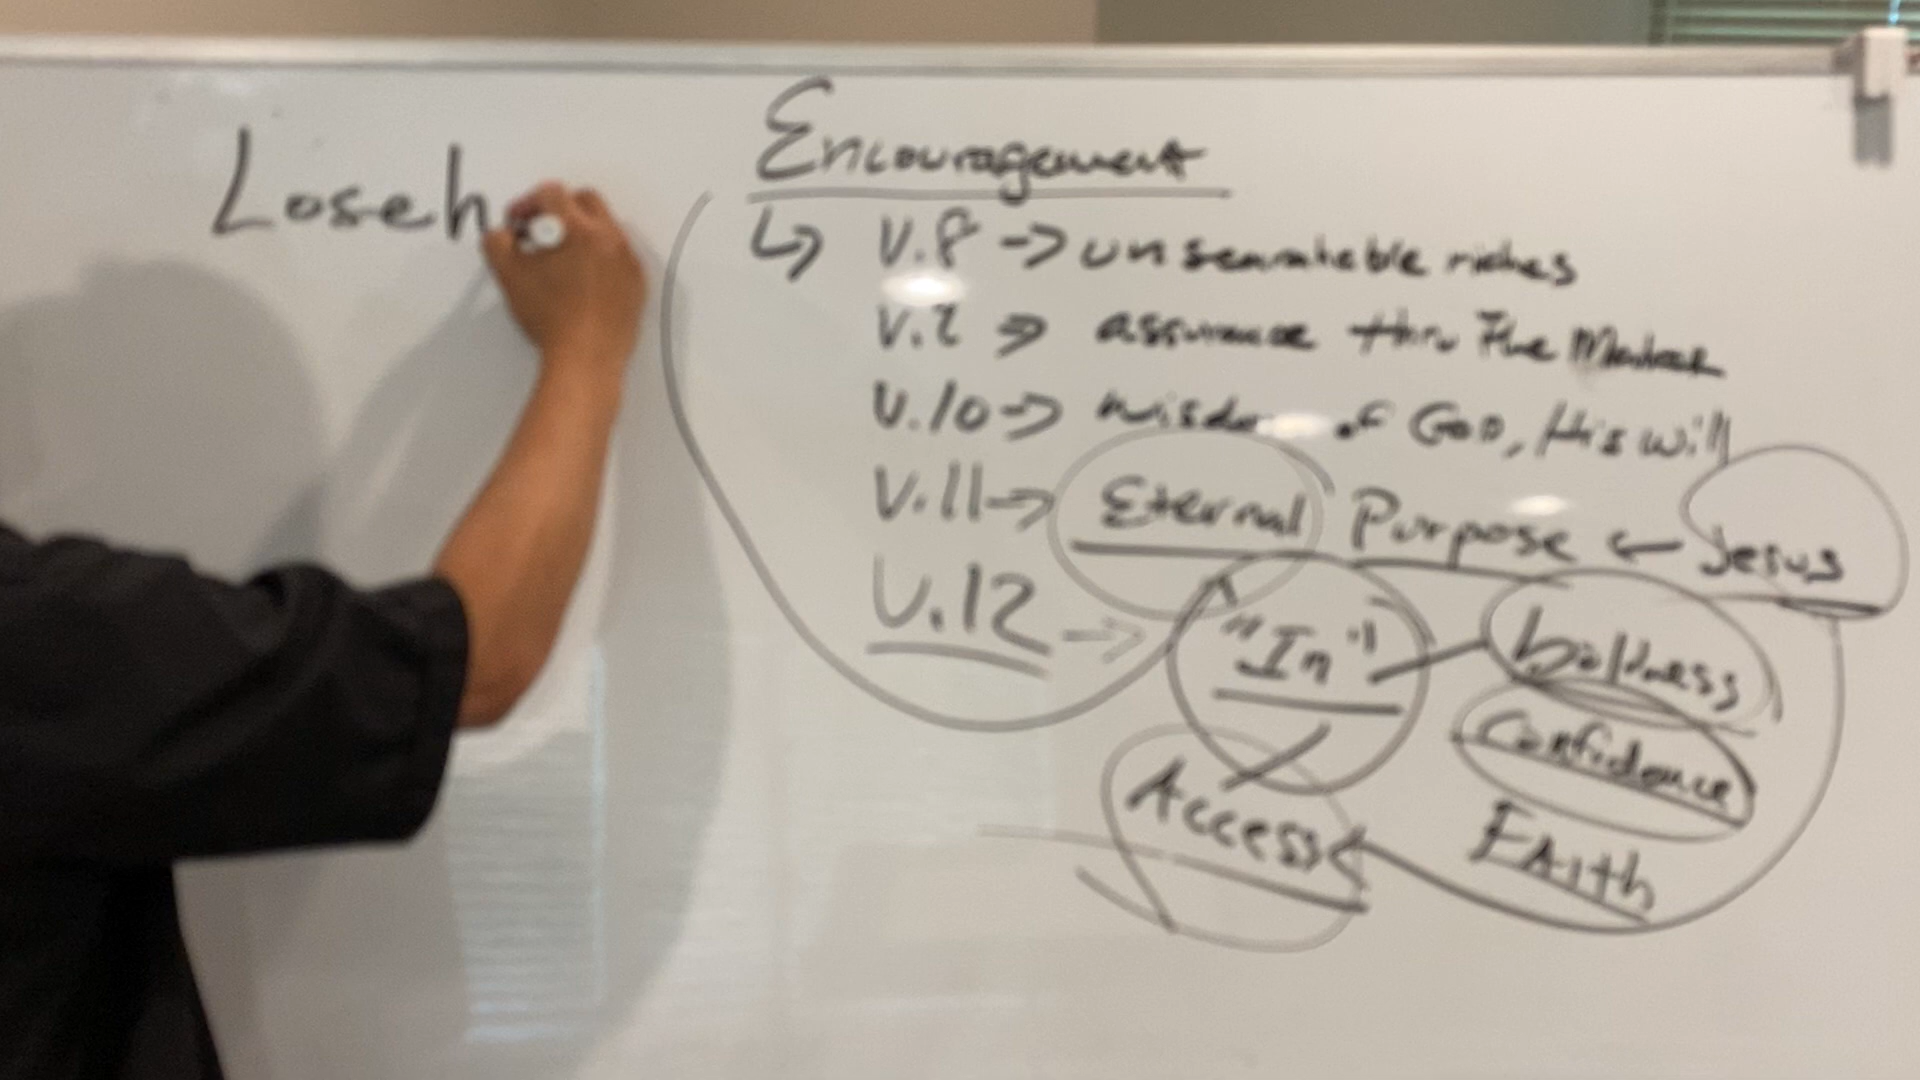 Loseh
Encouragement
↳ V.8 → unsearchable riches
V. ⇒ assurance thru The
V.10 → wisdom of God, His will
V.11 → Eternal Purpose ← Jesus
V.12 → "In" boldness
Confidence
Access
FAith